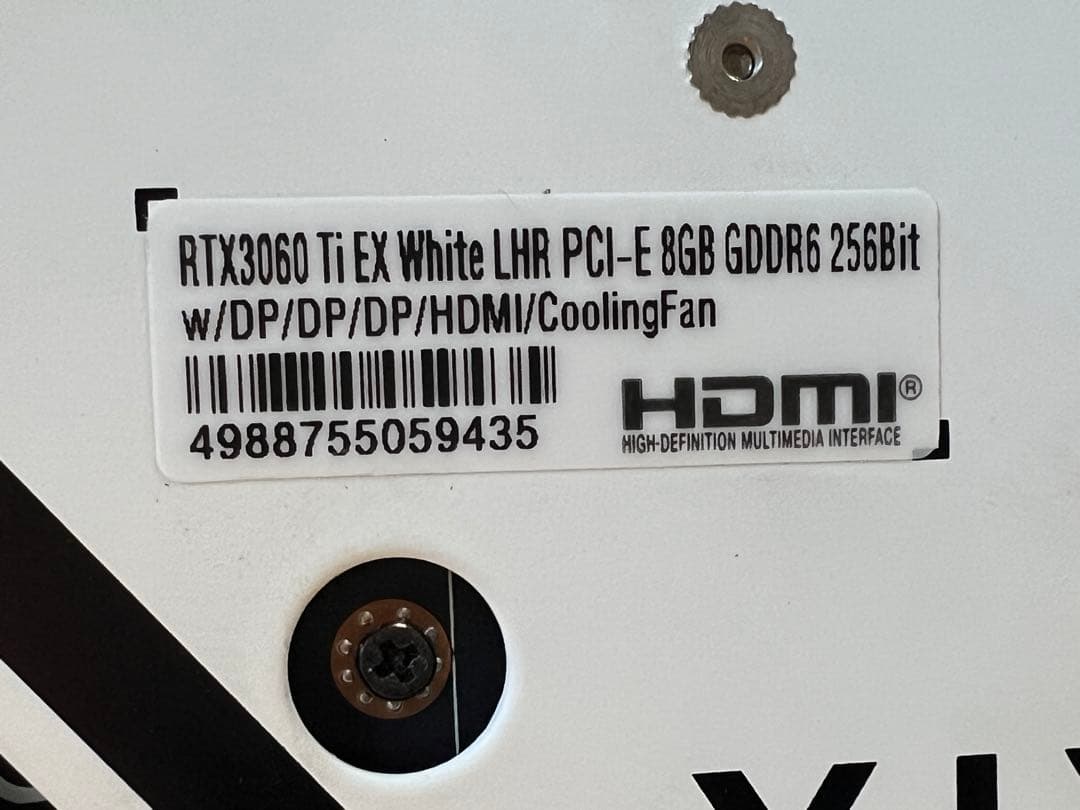 RTX3060 Ti EX White LHR PCI-E 8GB GDDR6 256Bit
w/DP/DP/DP/HDMI/CoolingFan
4988755059435
HDMI®
HIGH-DEFINITION MULTIMEDIA INTERFACE